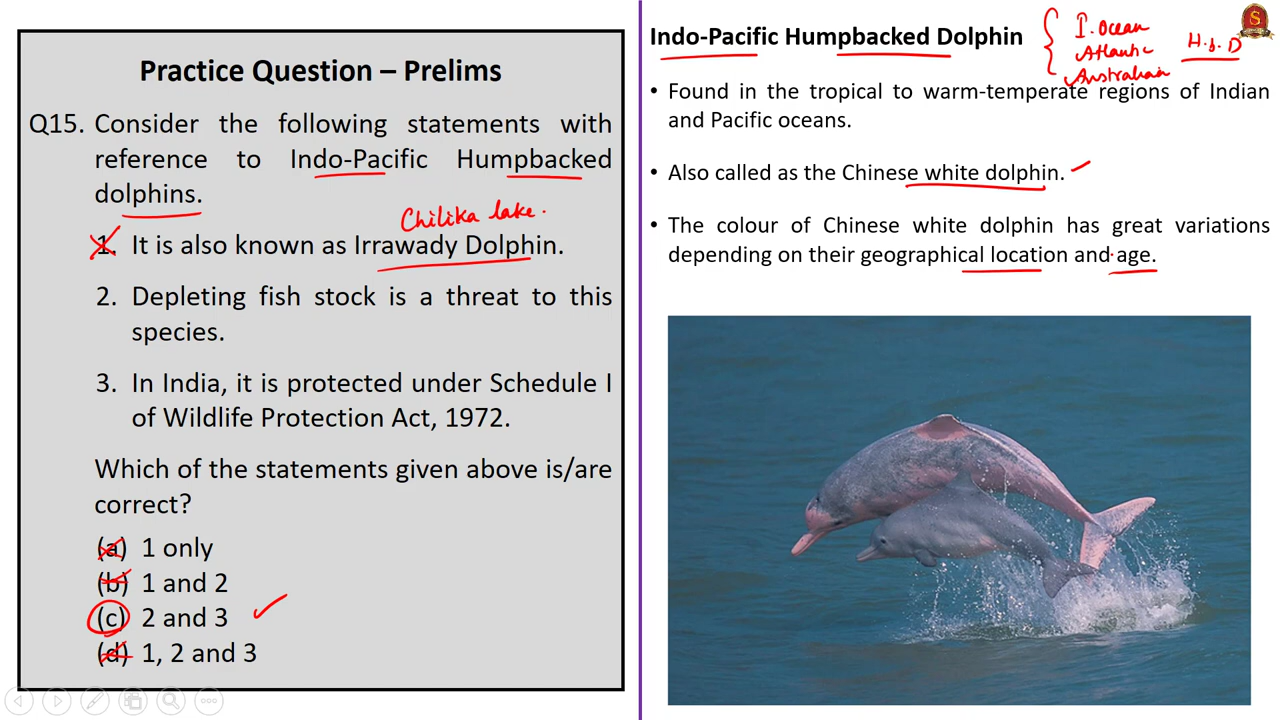 Practice Question – Prelims
Q15. Consider the following statements with
reference to Indo-Pacific Humpbacked
dolphins.
Chilika lake.
1. It is also known as Irrawady Dolphin.
2. Depleting fish stock is a threat to this
species.
3. In India, it is protected under Schedule I
of Wildlife Protection Act, 1972.
Which of the statements given above is/are
correct?
(a) 1 only
(b) 1 and 2
(c) 2 and 3
(d) 1, 2 and 3
Indo-Pacific Humpbacked Dolphin
I. Ocean
Atlantic
Australian
H.b.D
• Found in the tropical to warm-temperate regions of Indian
and Pacific oceans.
• Also called as the Chinese white dolphin.
• The colour of Chinese white dolphin has great variations
depending on their geographical location and age.
S